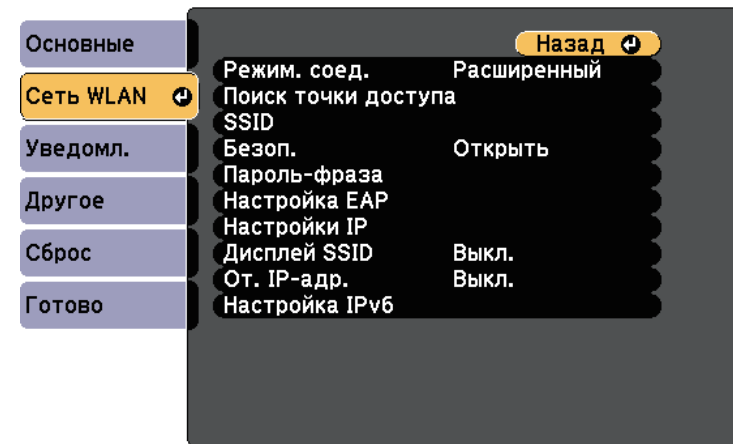 Основные
Сеть WLAN
Уведомл.
Другое
Сброс
Готово
Назад
Режим. соед. Расширенный
Поиск точки доступа
SSID
Безоп. Открыть
Пароль-фраза
Настройка EAP
Настройки IP
Дисплей SSID Выкл.
От. IP-адр. Выкл.
Настройка IPv6